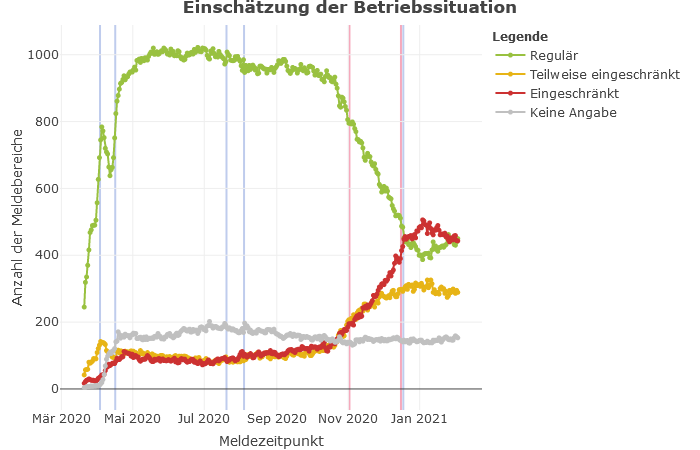 Einschätzung der Betriebssituation
Legende
Regulär
Teilweise eingeschränkt
Eingeschränkt
Keine Angabe
Anzahl der Meldebereiche
1000
800
600
400
200
0
Mär 2020 Mai 2020 Jul 2020 Sep 2020 Nov 2020 Jan 2021
Meldezeitpunkt